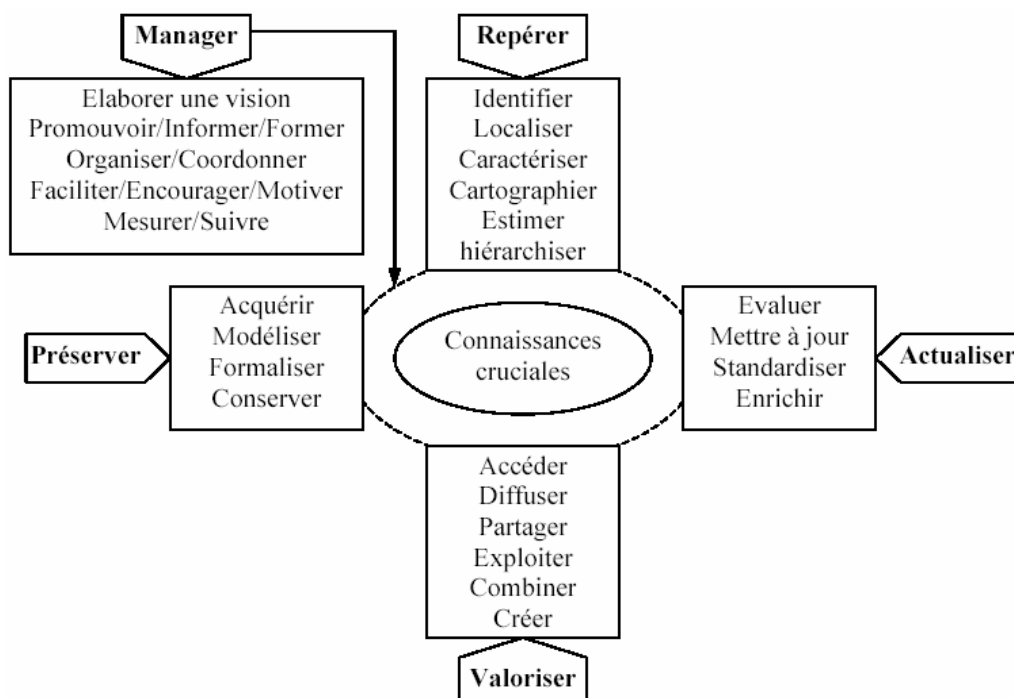 Manager
Elaborer une vision
Promouvoir/Informer/Former
Organiser/Coordonner
Faciliter/Encourager/Motiver
Mesurer/Suivre
Repérer
Identifier
Localiser
Caractériser
Cartographier
Estimer
hiérarchiser
Préserver
Acquérir
Modéliser
Formaliser
Conserver
Connaissances
cruciales
Evaluer
Mettre à jour
Standardiser
Enrichir
Actualiser
Accéder
Diffuser
Partager
Exploiter
Combiner
Créer
Valoriser